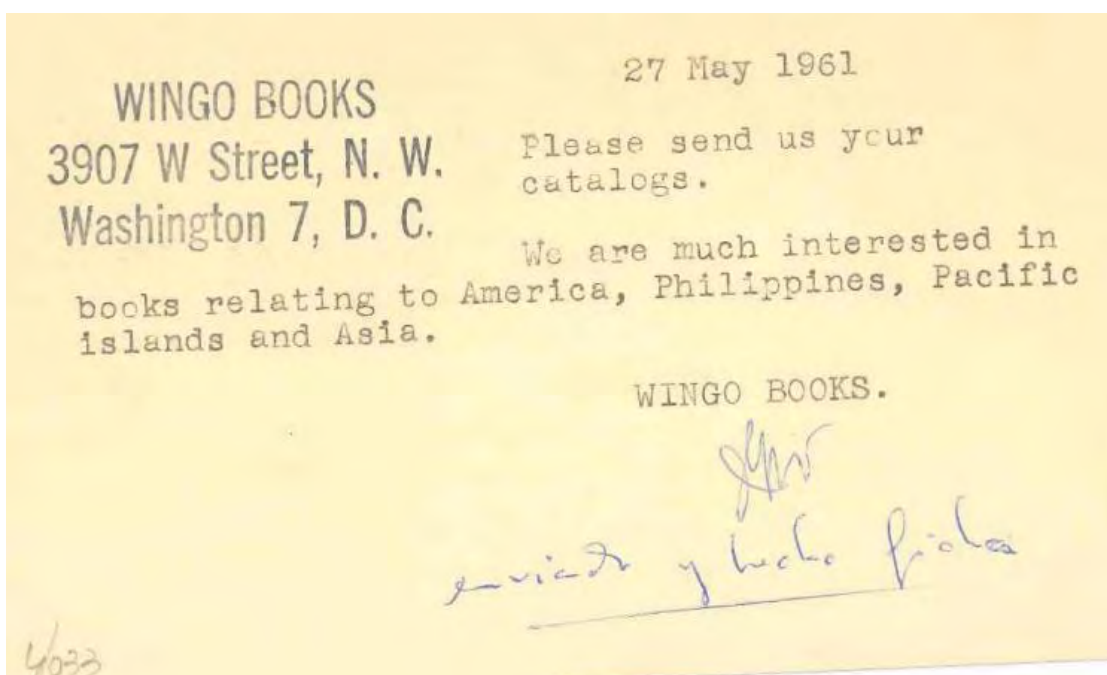 27 May 1961
WINGO BOOKS
3907 W Street, N. W.
Washington 7, D. C.
Please send us your
catalogs.
We are much interested in
books relating to America, Philippines, Pacific
islands and Asia.
WINGO BOOKS.
enviado y hecha ficha
4033